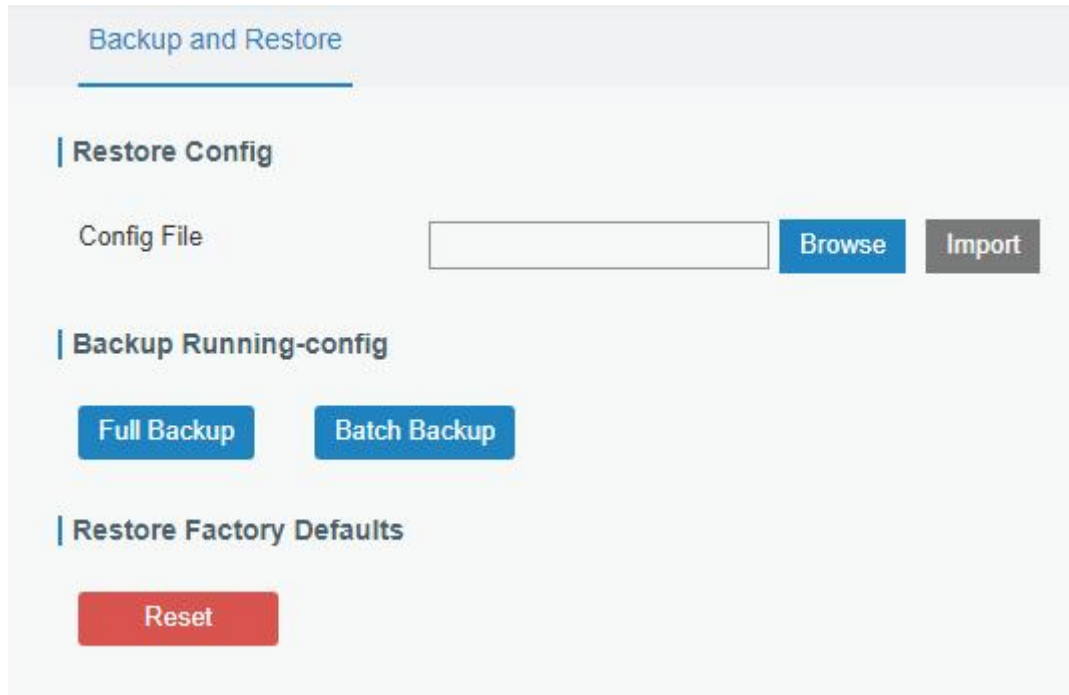 Backup and Restore
Restore Config
Config File Browse Import
Backup Running-config
Full Backup Batch Backup
Restore Factory Defaults
Reset